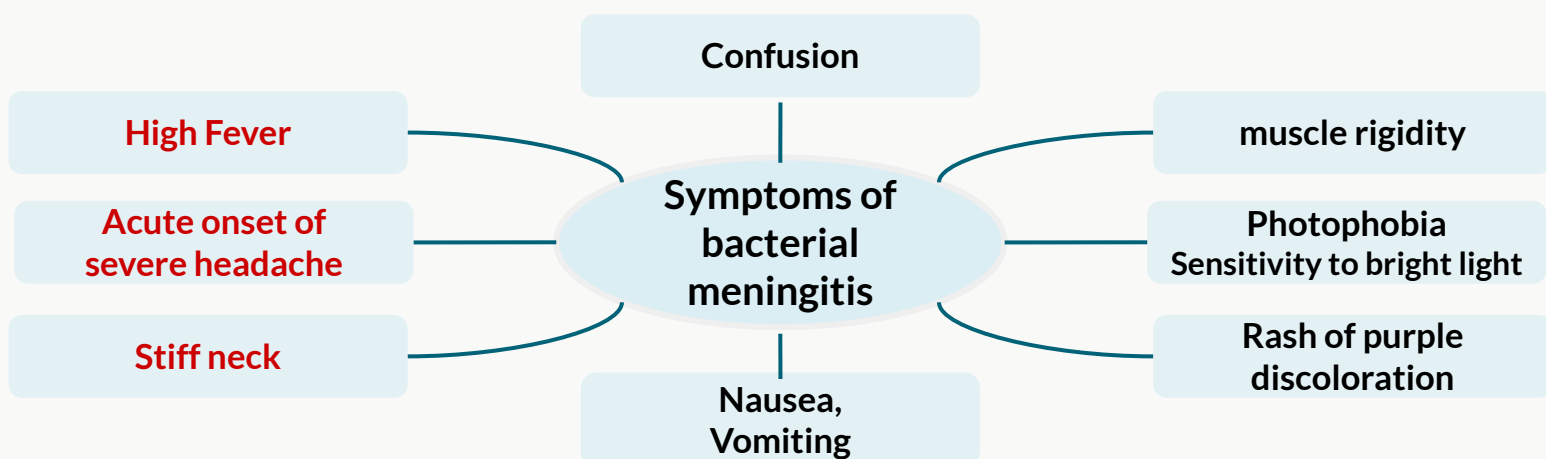 Confusion
High Fever
muscle rigidity
Acute onset of
severe headache
Symptoms of
bacterial
meningitis
Photophobia
Sensitivity to bright light
Stiff neck
Rash of purple
discoloration
Nausea,
Vomiting